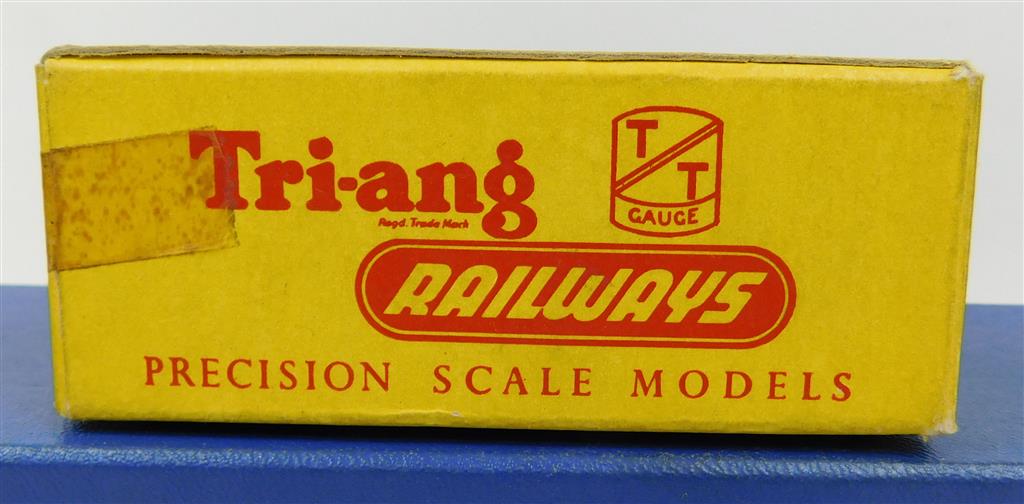 Tri-ang
Regd. Trade Mark
T
T
GAUGE
RAILWAYS
PRECISION SCALE MODELS